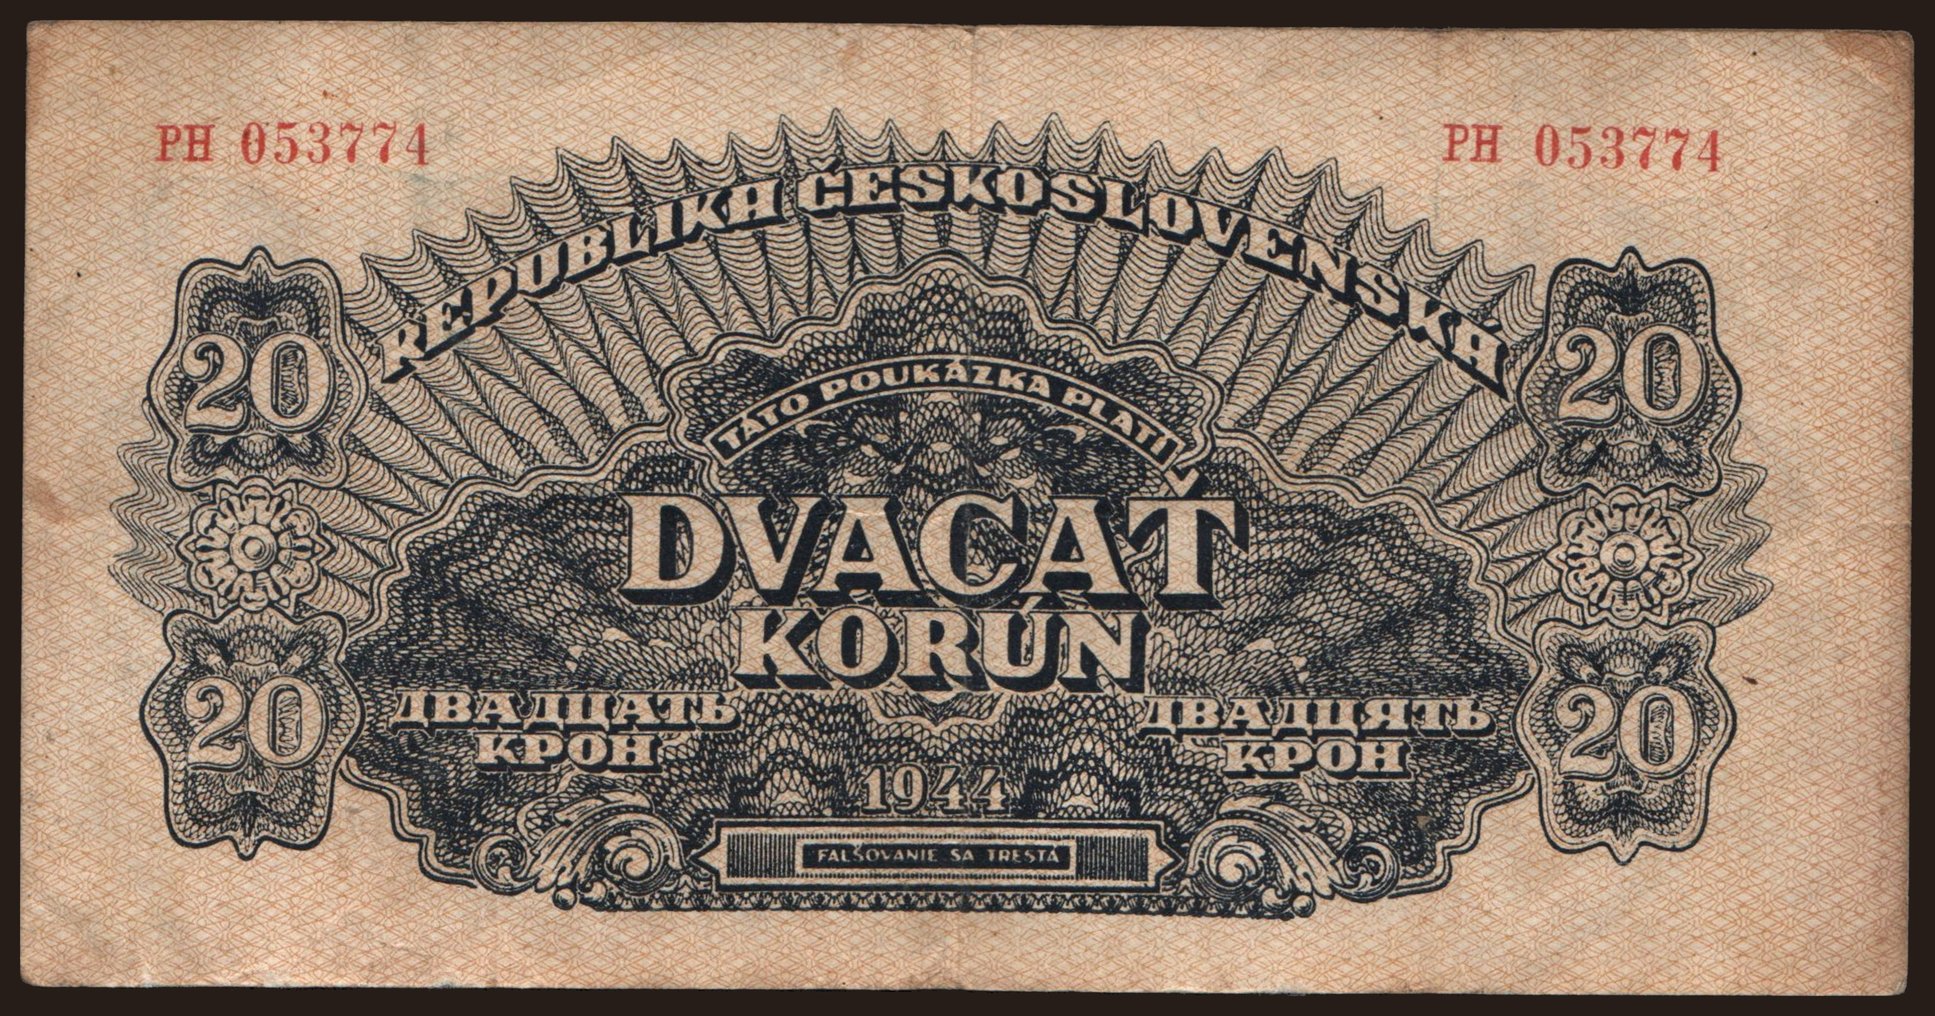 PH 053774
PH 053774
REPUBLIKA ČESKOSLOVENSKÁ
20
20
TÁTO POUKÁZKA PLATÍ
DVACAŤ
KORÚN
ДВАДЦАТЬ
КРОН
ДВАДЦЯТЬ
КРОН
20
20
1944
FALŠOVANIE SA TRESTÁ